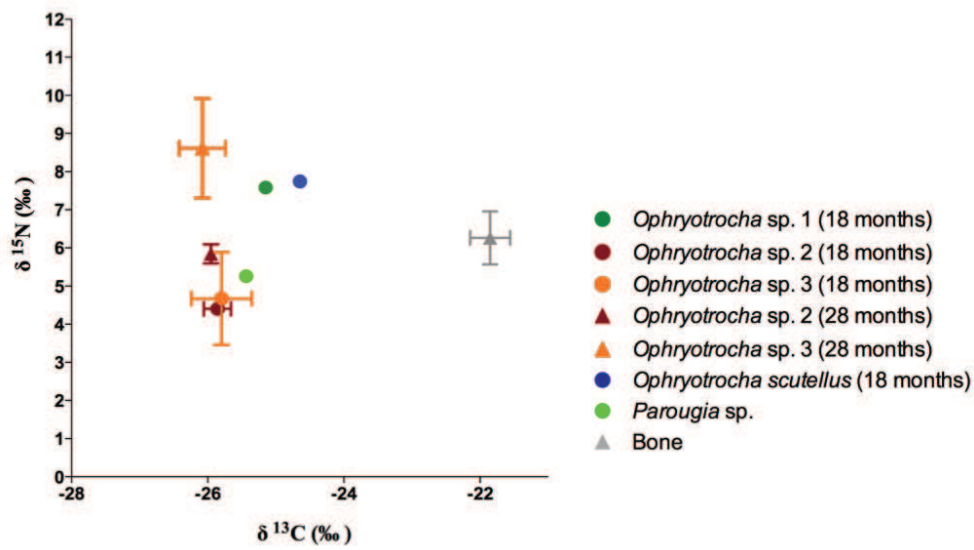 12
11
10
9
8
7
6
5
4
3
2
1
0
δ ¹⁵N (‰)
-28
-26
-24
-22
δ ¹³C (‰)
Ophryotrocha sp. 1 (18 months)
Ophryotrocha sp. 2 (18 months)
Ophryotrocha sp. 3 (18 months)
Ophryotrocha sp. 2 (28 months)
Ophryotrocha sp. 3 (28 months)
Ophryotrocha scutellus (18 months)
Parougia sp.
Bone